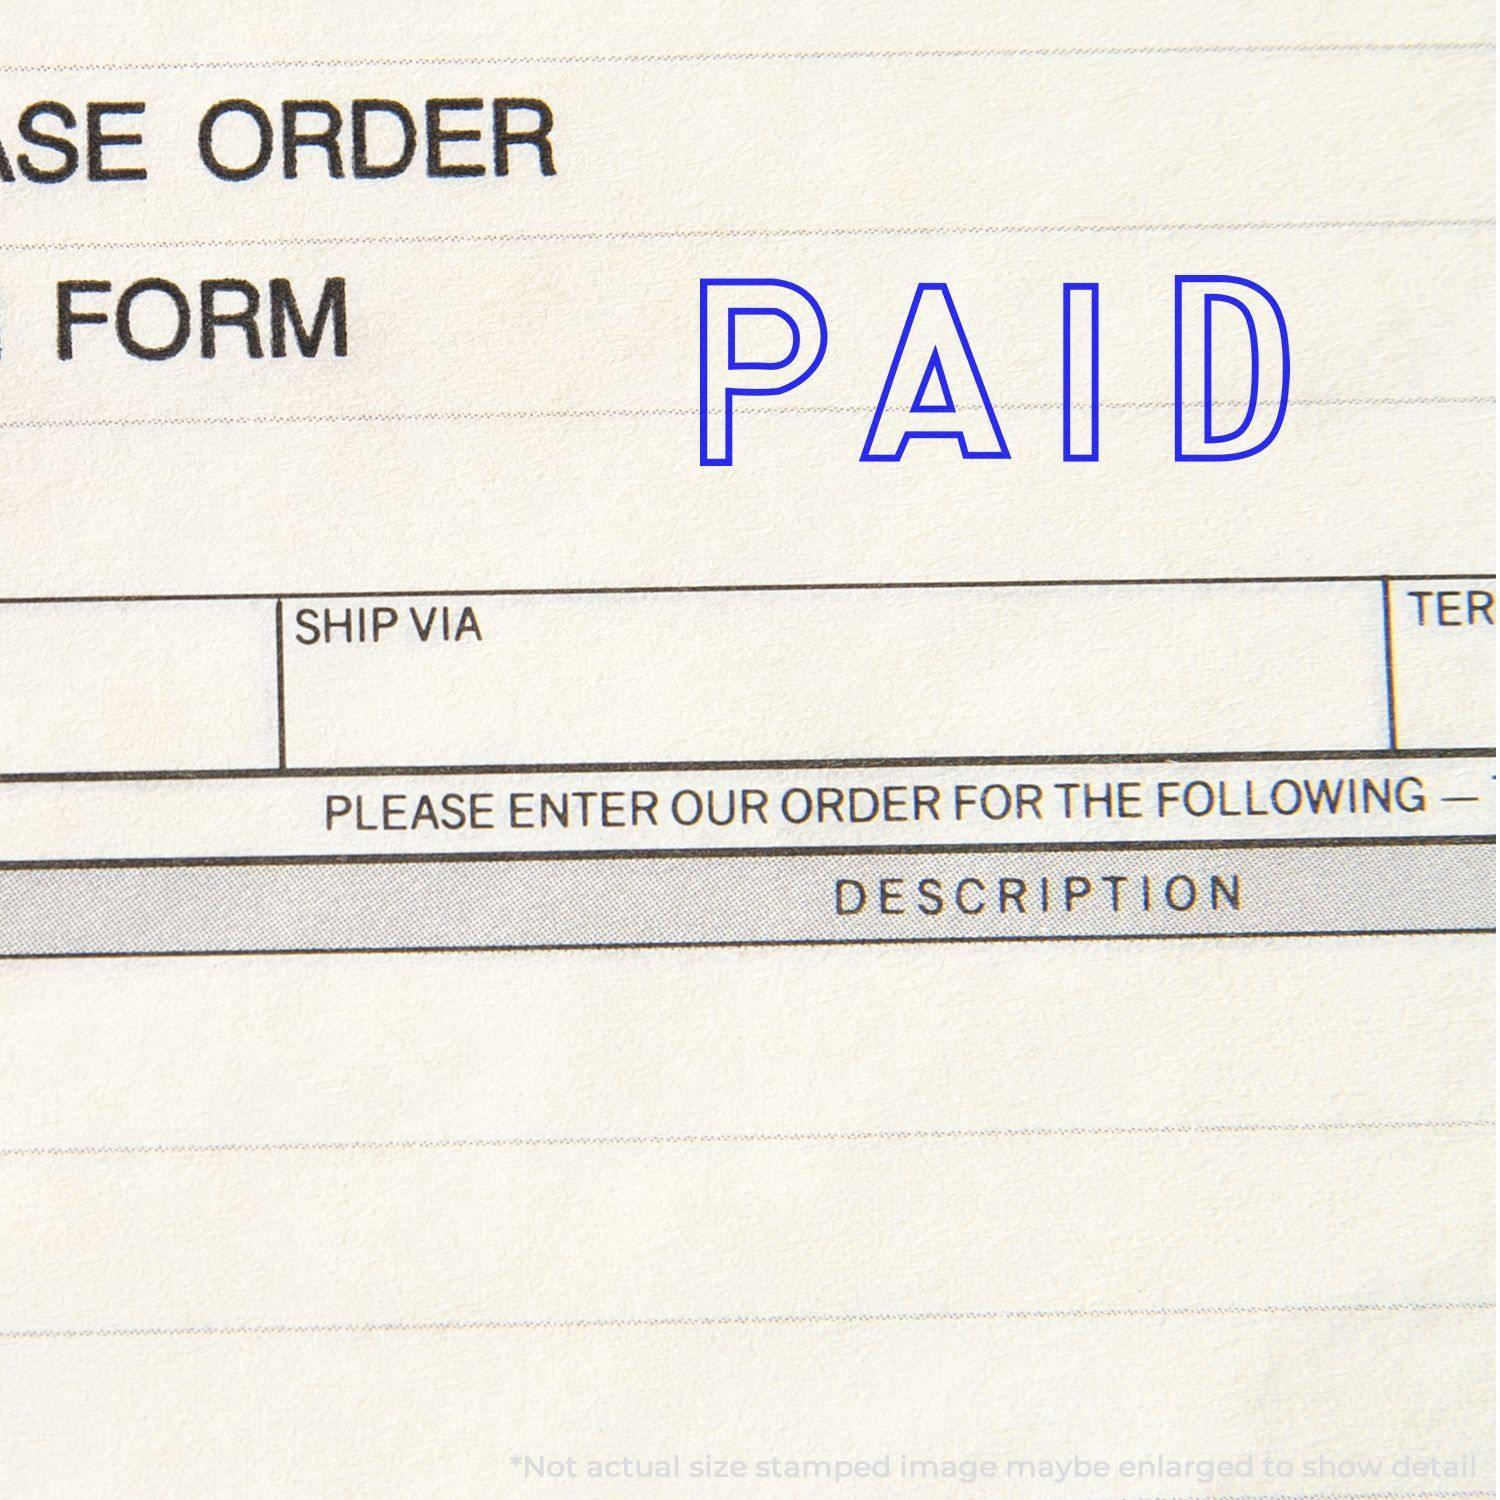 ASE ORDER
FORM
PAID
SHIP VIA
TER
PLEASE ENTER OUR ORDER FOR THE FOLLOWING —
DESCRIPTION
*Not actual size stamped image maybe enlarged to show detail